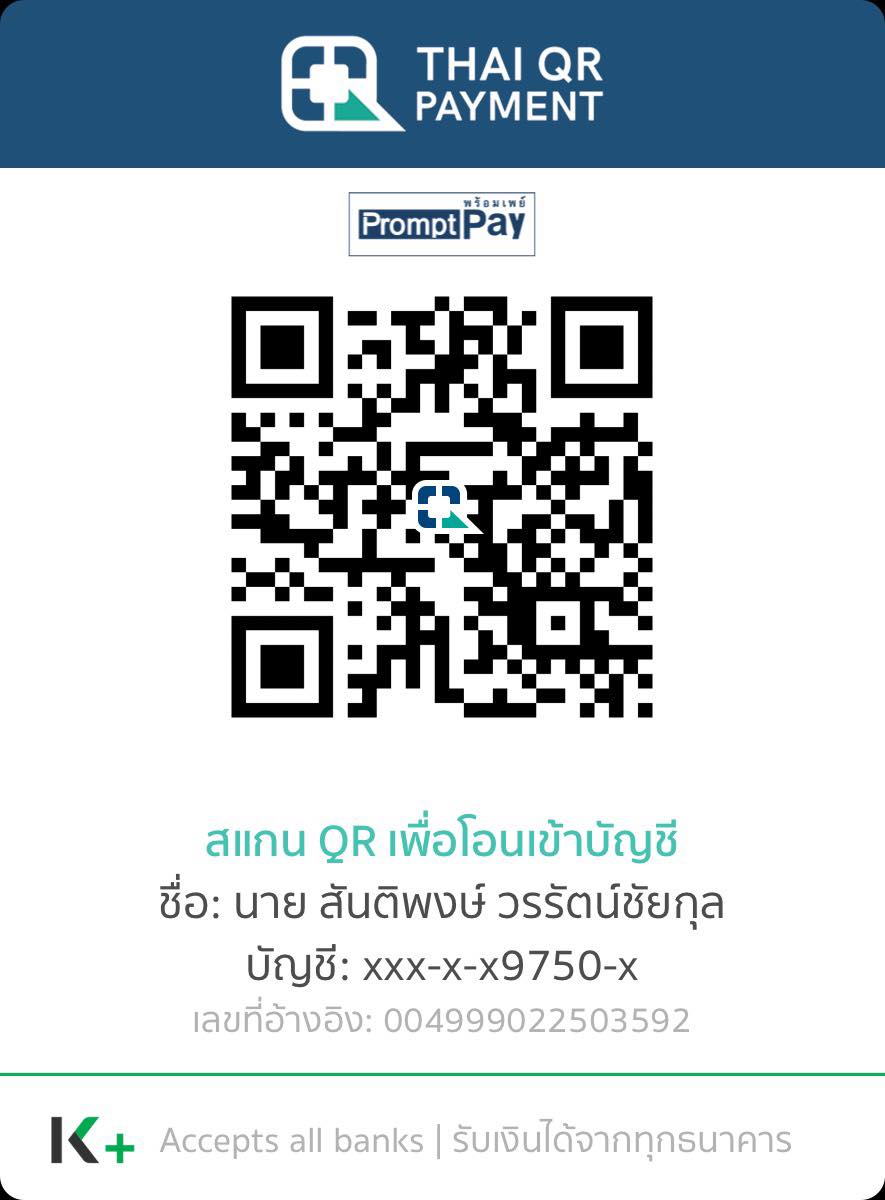 THAI QR
PAYMENT
พร้อมเพย์
PromptPay
สแกน QR เพื่อโอนเข้าบัญชี
ชื่อ: นาย สันติพงษ์ วรรัตน์ชัยกุล
บัญชี: xxx-x-x9750-x
เลขที่อ้างอิง: 004999022503592
K+ Accepts all banks | รับเงินได้จากทุกธนาคาร